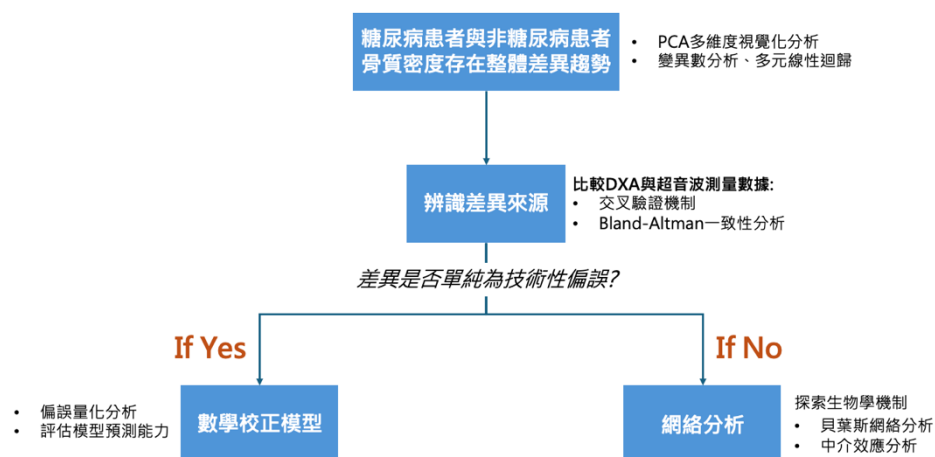 糖尿病患者與非糖尿病患者
骨質密度存在整體差異趨勢
• PCA多維度視覺化分析
• 變異數分析、多元線性迴歸
辨識差異來源
比較DXA與超音波測量數據:
• 交叉驗證機制
• Bland-Altman一致性分析
差異是否單純為技術性偏誤?
If Yes
If No
• 偏誤量化分析
• 評估模型預測能力
數學校正模型
網絡分析
探索生物學機制
• 貝葉斯網絡分析
• 中介效應分析